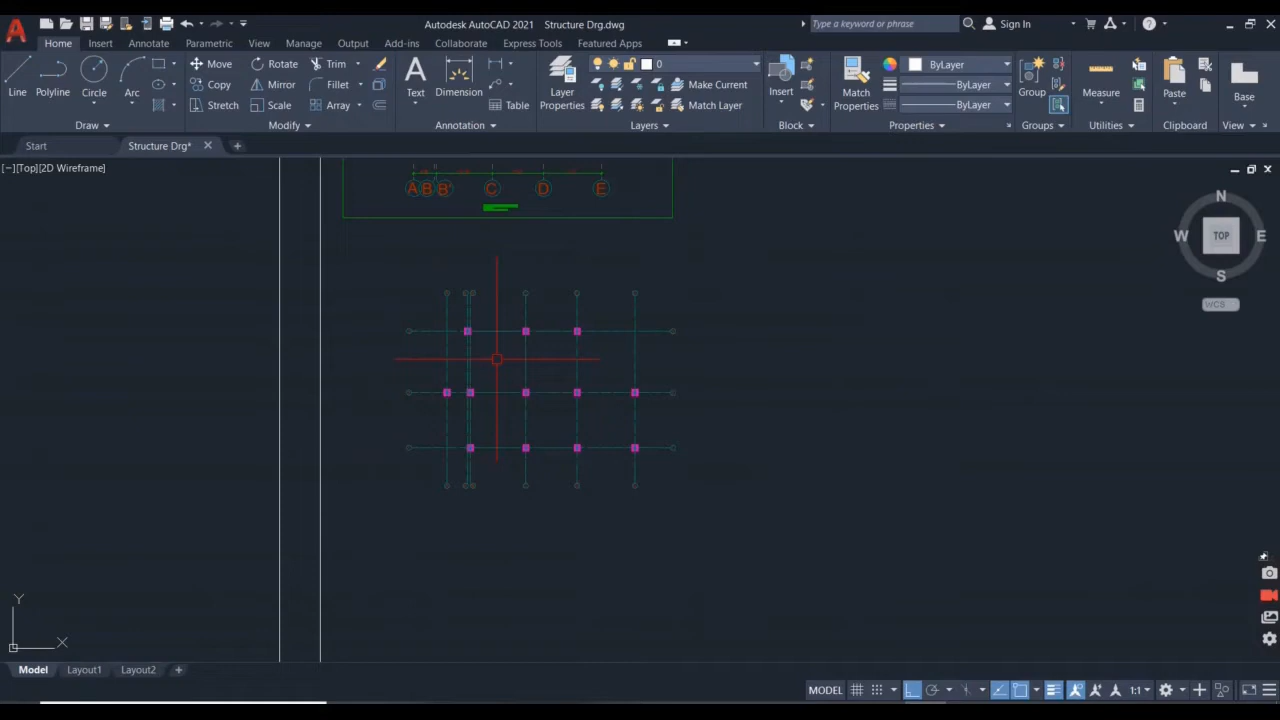 Autodesk AutoCAD 2021 Structure Drg.dwg
Type a keyword or phrase
Sign In
Home Insert Annotate Parametric View Manage Output Add-ins Collaborate Express Tools Featured Apps
Line Polyline Circle Arc
Move Rotate Trim
Copy Mirror Fillet
Stretch Scale Array
Text Dimension Table
Layer Properties
0
Make Current
Match Layer
Insert
Match Properties
ByLayer
ByLayer
ByLayer
Group Measure Paste Base
Draw Modify Annotation Layers Block Properties Groups Utilities Clipboard View
Start Structure Drg*
[−][Top][2D Wireframe]
A B B' C D E
N
W TOP E
S
WCS
Y
X
Model Layout1 Layout2
MODEL 1:1